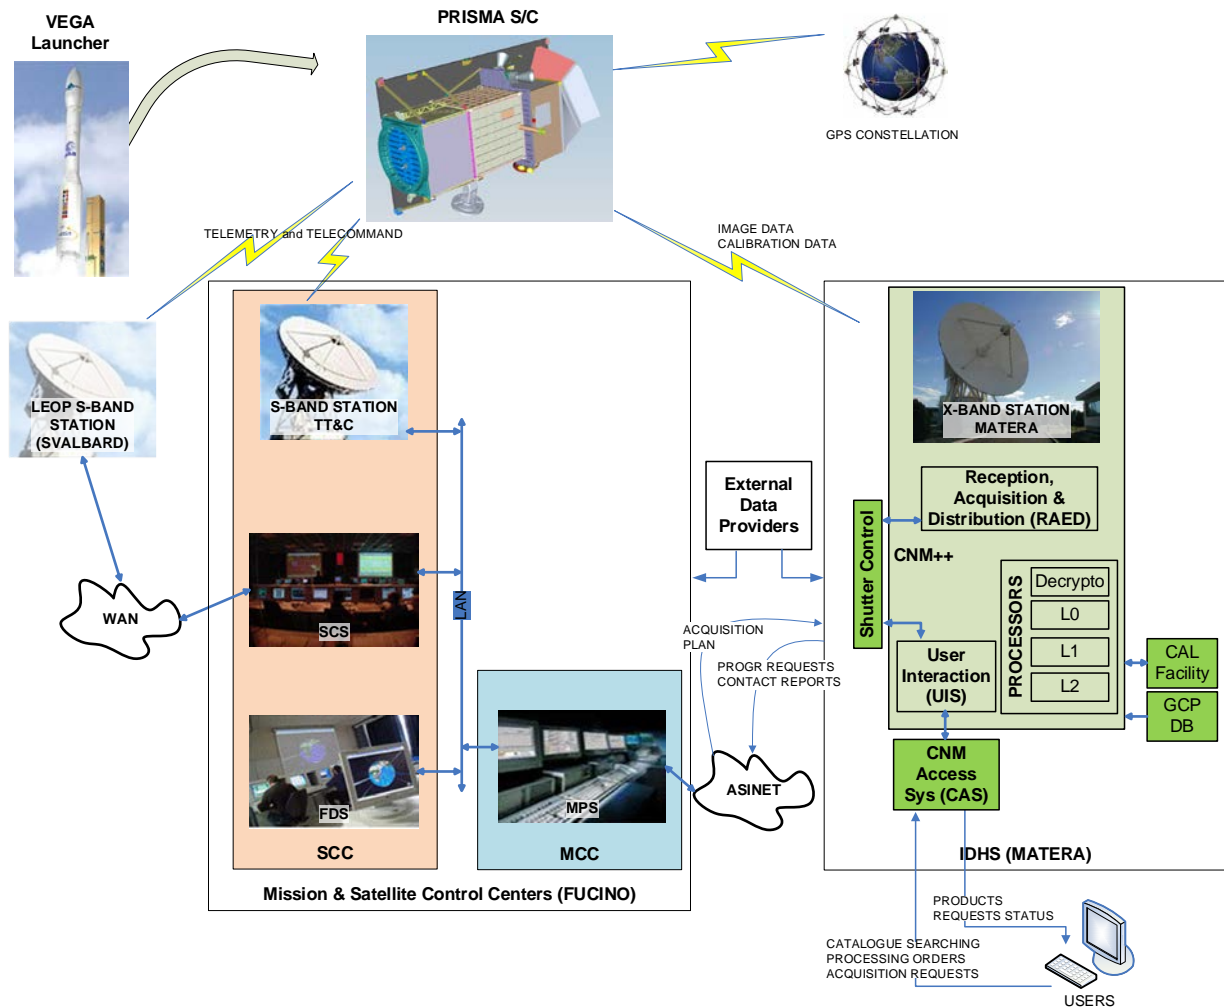 VEGA
Launcher
PRISMA S/C
GPS CONSTELLATION
TELEMETRY and TELECOMMAND
IMAGE DATA
CALIBRATION DATA
LEOP S-BAND
STATION
(SVALBARD)
S-BAND STATION
TT&C
X-BAND STATION
MATERA
External
Data
Providers
Reception,
Acquisition &
Distribution (RAED)
Shutter Control
CNM++
PROCESSORS
Decrypto
L0
L1
L2
WAN
SCS
LAN
ACQUISITION
PLAN
PROGR REQUESTS
CONTACT REPORTS
User
Interaction
(UIS)
CAL
Facility
GCP
DB
FDS
MPS
ASINET
CNM
Access
Sys (CAS)
SCC
MCC
IDHS (MATERA)
Mission & Satellite Control Centers (FUCINO)
PRODUCTS
REQUESTS STATUS
CATALOGUE SEARCHING
PROCESSING ORDERS
ACQUISITION REQUESTS
USERS